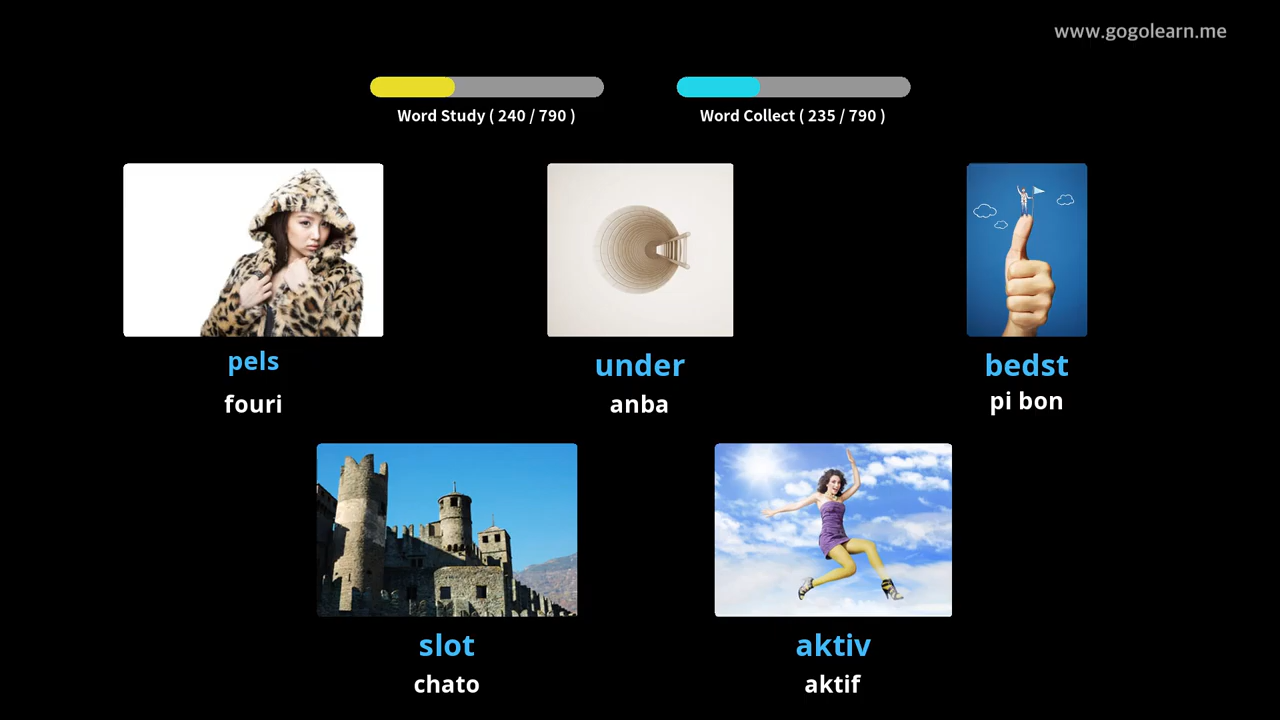 www.gogolearn.me
Word Study ( 240 / 790 )
Word Collect ( 235 / 790 )
pels
fouri
under
anba
bedst
pi bon
slot
chato
aktiv
aktif